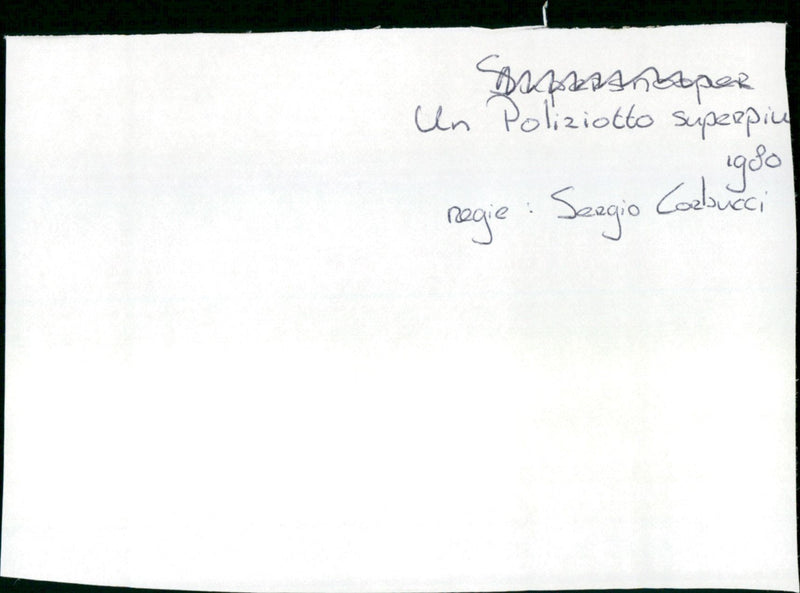 Un Poliziotto superpiu
1980
regie : Sergio Corbucci